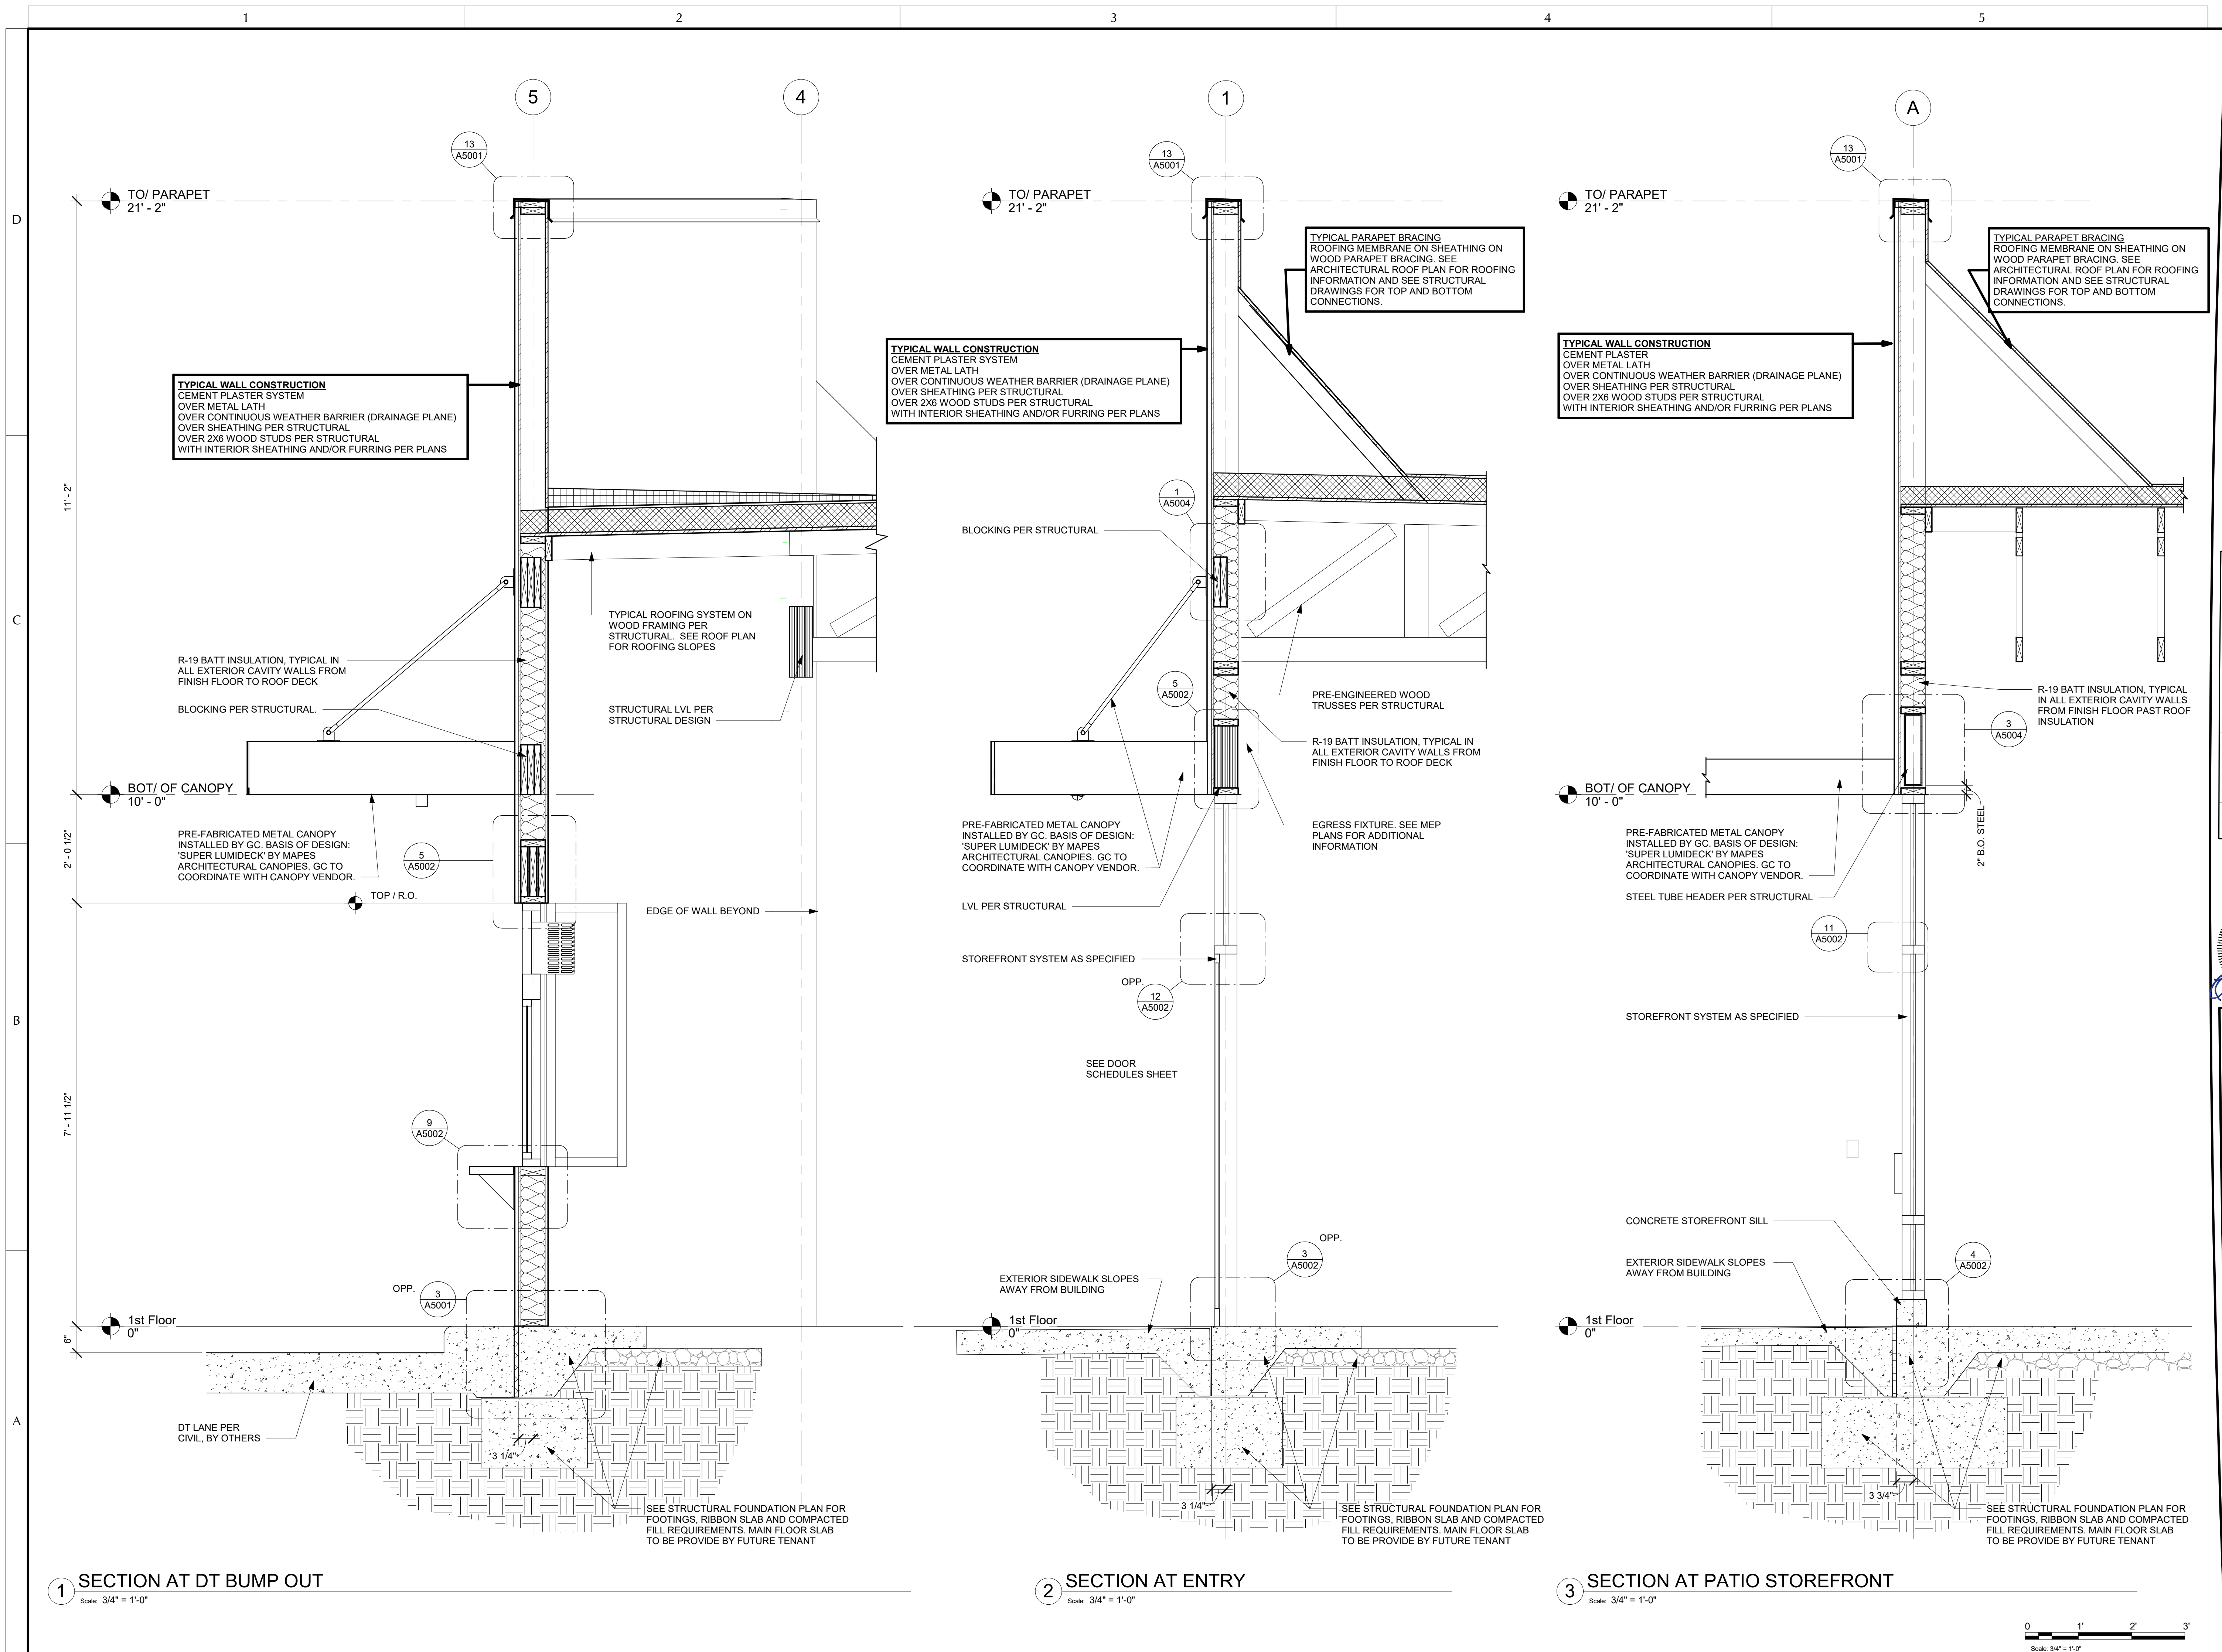 1
2
3
4
5
D
C
B
A
5
4
13
A5001
TO/ PARAPET
21' - 2"
TYPICAL WALL CONSTRUCTION
CEMENT PLASTER SYSTEM
OVER METAL LATH
OVER CONTINUOUS WEATHER BARRIER (DRAINAGE PLANE)
OVER SHEATHING PER STRUCTURAL
OVER 2X6 WOOD STUDS PER STRUCTURAL
WITH INTERIOR SHEATHING AND/OR FURRING PER PLANS
11' - 2"
TYPICAL ROOFING SYSTEM ON
WOOD FRAMING PER
STRUCTURAL. SEE ROOF PLAN
FOR ROOFING SLOPES
R-19 BATT INSULATION, TYPICAL IN
ALL EXTERIOR CAVITY WALLS FROM
FINISH FLOOR TO ROOF DECK
BLOCKING PER STRUCTURAL.
STRUCTURAL LVL PER
STRUCTURAL DESIGN
BOT/ OF CANOPY
10' - 0"
2' - 0 1/2"
PRE-FABRICATED METAL CANOPY
INSTALLED BY GC. BASIS OF DESIGN:
'SUPER LUMIDECK' BY MAPES
ARCHITECTURAL CANOPIES. GC TO
COORDINATE WITH CANOPY VENDOR.
5
A5002
TOP / R.O.
EDGE OF WALL BEYOND
7' - 11 1/2"
9
A5002
OPP.
3
A5001
1st Floor
0"
6"
DT LANE PER
CIVIL, BY OTHERS
3 1/4"
SEE STRUCTURAL FOUNDATION PLAN FOR
FOOTINGS, RIBBON SLAB AND COMPACTED
FILL REQUIREMENTS. MAIN FLOOR SLAB
TO BE PROVIDE BY FUTURE TENANT
1
SECTION AT DT BUMP OUT
Scale: 3/4" = 1'-0"
1
13
A5001
TO/ PARAPET
21' - 2"
TYPICAL PARAPET BRACING
ROOFING MEMBRANE ON SHEATHING ON
WOOD PARAPET BRACING. SEE
ARCHITECTURAL ROOF PLAN FOR ROOFING
INFORMATION AND SEE STRUCTURAL
DRAWINGS FOR TOP AND BOTTOM
CONNECTIONS.
TYPICAL WALL CONSTRUCTION
CEMENT PLASTER SYSTEM
OVER METAL LATH
OVER CONTINUOUS WEATHER BARRIER (DRAINAGE PLANE)
OVER SHEATHING PER STRUCTURAL
OVER 2X6 WOOD STUDS PER STRUCTURAL
WITH INTERIOR SHEATHING AND/OR FURRING PER PLANS
1
A5004
BLOCKING PER STRUCTURAL
5
A5002
PRE-ENGINEERED WOOD
TRUSSES PER STRUCTURAL
R-19 BATT INSULATION, TYPICAL IN
ALL EXTERIOR CAVITY WALLS FROM
FINISH FLOOR TO ROOF DECK
PRE-FABRICATED METAL CANOPY
INSTALLED BY GC. BASIS OF DESIGN:
'SUPER LUMIDECK' BY MAPES
ARCHITECTURAL CANOPIES. GC TO
COORDINATE WITH CANOPY VENDOR.
EGRESS FIXTURE. SEE MEP
PLANS FOR ADDITIONAL
INFORMATION
LVL PER STRUCTURAL
STOREFRONT SYSTEM AS SPECIFIED
OPP.
12
A5002
SEE DOOR
SCHEDULES SHEET
OPP.
3
A5002
EXTERIOR SIDEWALK SLOPES
AWAY FROM BUILDING
1st Floor
0"
3 1/4"
SEE STRUCTURAL FOUNDATION PLAN FOR
FOOTINGS, RIBBON SLAB AND COMPACTED
FILL REQUIREMENTS. MAIN FLOOR SLAB
TO BE PROVIDE BY FUTURE TENANT
2
SECTION AT ENTRY
Scale: 3/4" = 1'-0"
A
13
A5001
TO/ PARAPET
21' - 2"
TYPICAL PARAPET BRACING
ROOFING MEMBRANE ON SHEATHING ON
WOOD PARAPET BRACING. SEE
ARCHITECTURAL ROOF PLAN FOR ROOFING
INFORMATION AND SEE STRUCTURAL
DRAWINGS FOR TOP AND BOTTOM
CONNECTIONS.
TYPICAL WALL CONSTRUCTION
CEMENT PLASTER
OVER METAL LATH
OVER CONTINUOUS WEATHER BARRIER (DRAINAGE PLANE)
OVER SHEATHING PER STRUCTURAL
OVER 2X6 WOOD STUDS PER STRUCTURAL
WITH INTERIOR SHEATHING AND/OR FURRING PER PLANS
R-19 BATT INSULATION, TYPICAL
IN ALL EXTERIOR CAVITY WALLS
FROM FINISH FLOOR PAST ROOF
INSULATION
3
A5004
BOT/ OF CANOPY
10' - 0"
2" B.O. STEEL
PRE-FABRICATED METAL CANOPY
INSTALLED BY GC. BASIS OF DESIGN:
'SUPER LUMIDECK' BY MAPES
ARCHITECTURAL CANOPIES. GC TO
COORDINATE WITH CANOPY VENDOR.
STEEL TUBE HEADER PER STRUCTURAL
11
A5002
STOREFRONT SYSTEM AS SPECIFIED
CONCRETE STOREFRONT SILL
EXTERIOR SIDEWALK SLOPES
AWAY FROM BUILDING
4
A5002
1st Floor
0"
3 3/4"
SEE STRUCTURAL FOUNDATION PLAN FOR
FOOTINGS, RIBBON SLAB AND COMPACTED
FILL REQUIREMENTS. MAIN FLOOR SLAB
TO BE PROVIDE BY FUTURE TENANT
3
SECTION AT PATIO STOREFRONT
Scale: 3/4" = 1'-0"
0 1' 2' 3'
Scale: 3/4" = 1'-0"